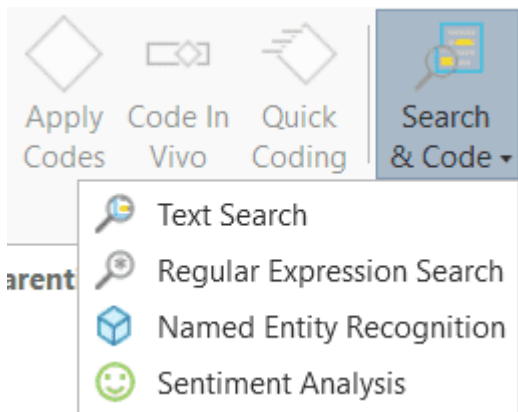 Apply Code In Quick Search
Codes Vivo Coding & Code
Text Search
arent
Regular Expression Search
Named Entity Recognition
Sentiment Analysis